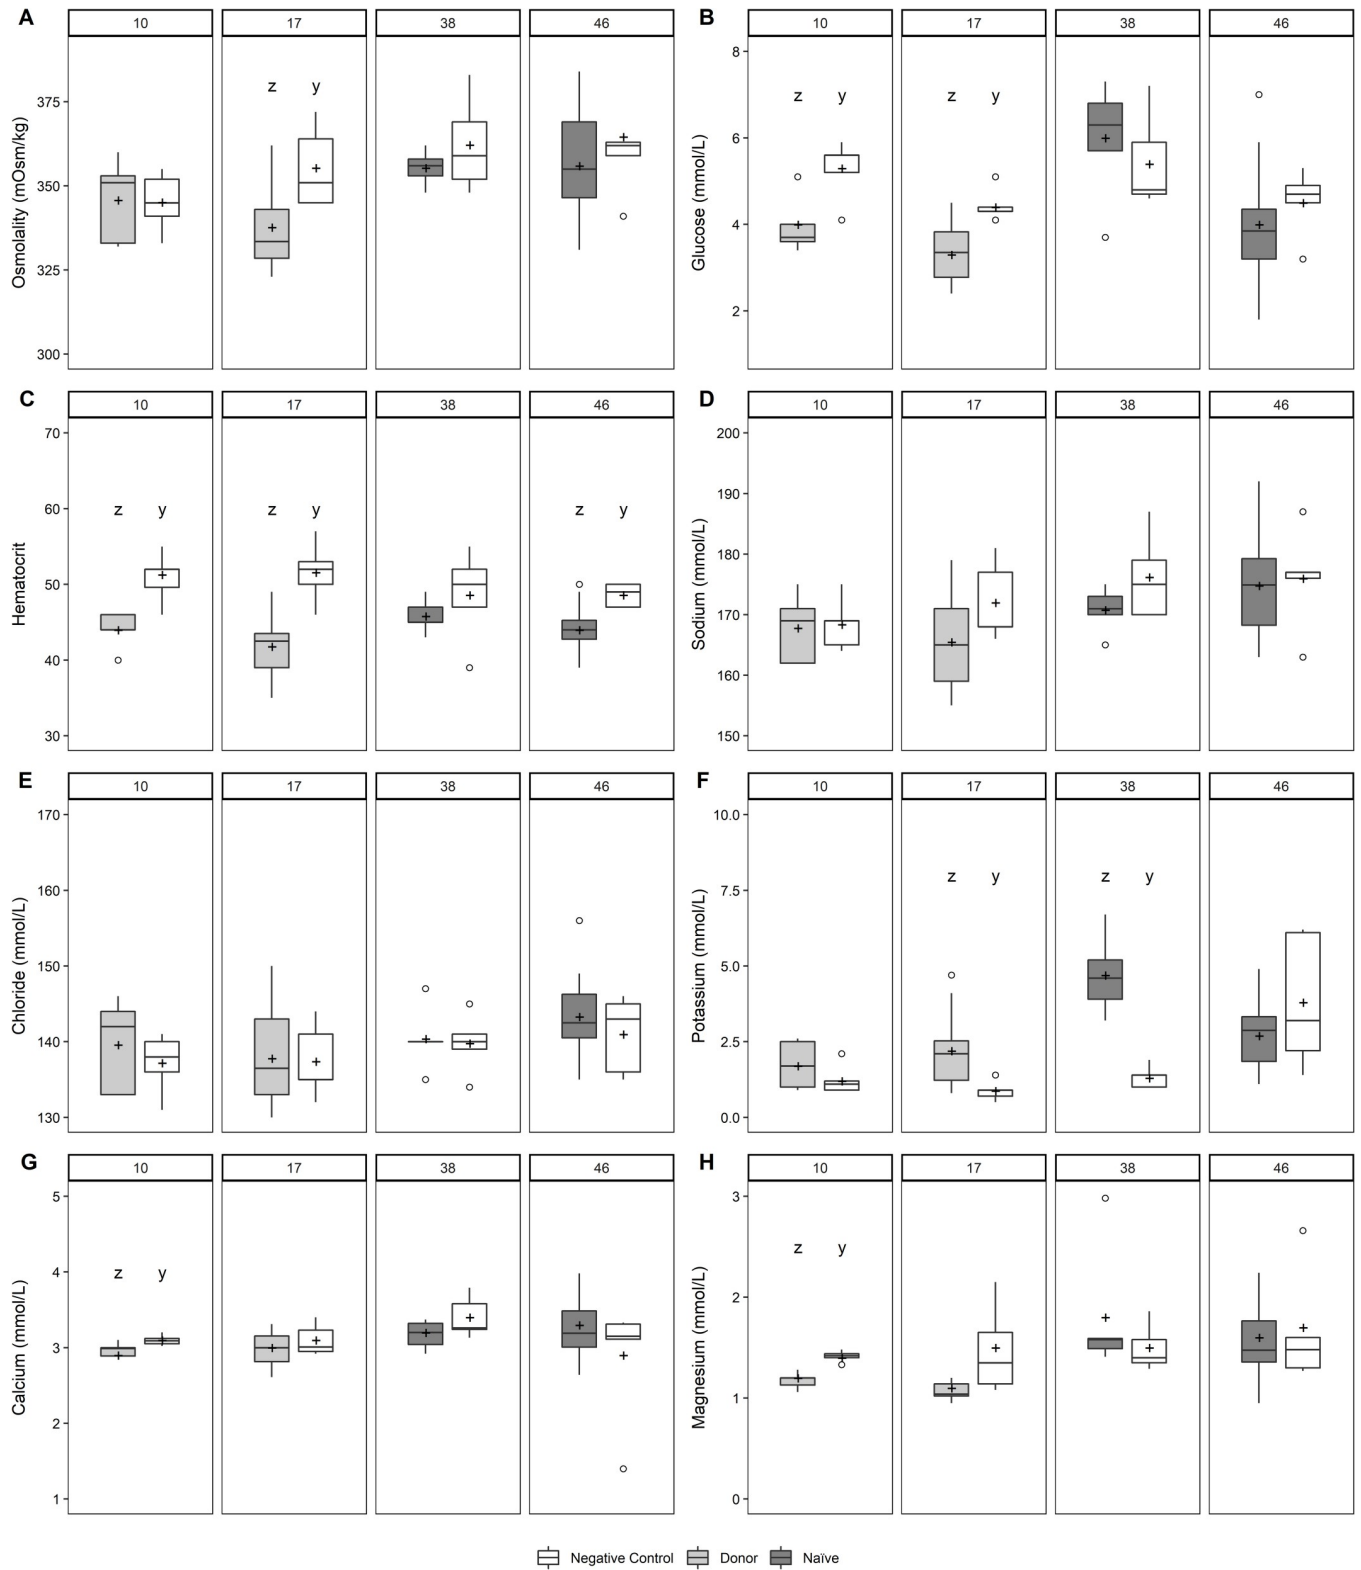 A
10 17 38 46
z y
375
350
325
300
Osmolality (mOsm/kg)
B
10 17 38 46
z y z y
8
6
4
2
Glucose (mmol/L)
C
10 17 38 46
z y z y z y
70
60
50
40
30
Hematocrit
D
10 17 38 46
200
190
180
170
160
150
Sodium (mmol/L)
E
10 17 38 46
170
160
150
140
130
Chloride (mmol/L)
F
10 17 38 46
z y z y
10.0
7.5
5.0
2.5
0.0
Potassium (mmol/L)
G
10 17 38 46
z y
5
4
3
2
1
Calcium (mmol/L)
H
10 17 38 46
z y
3
2
1
0
Magnesium (mmol/L)
Negative Control Donor Naïve